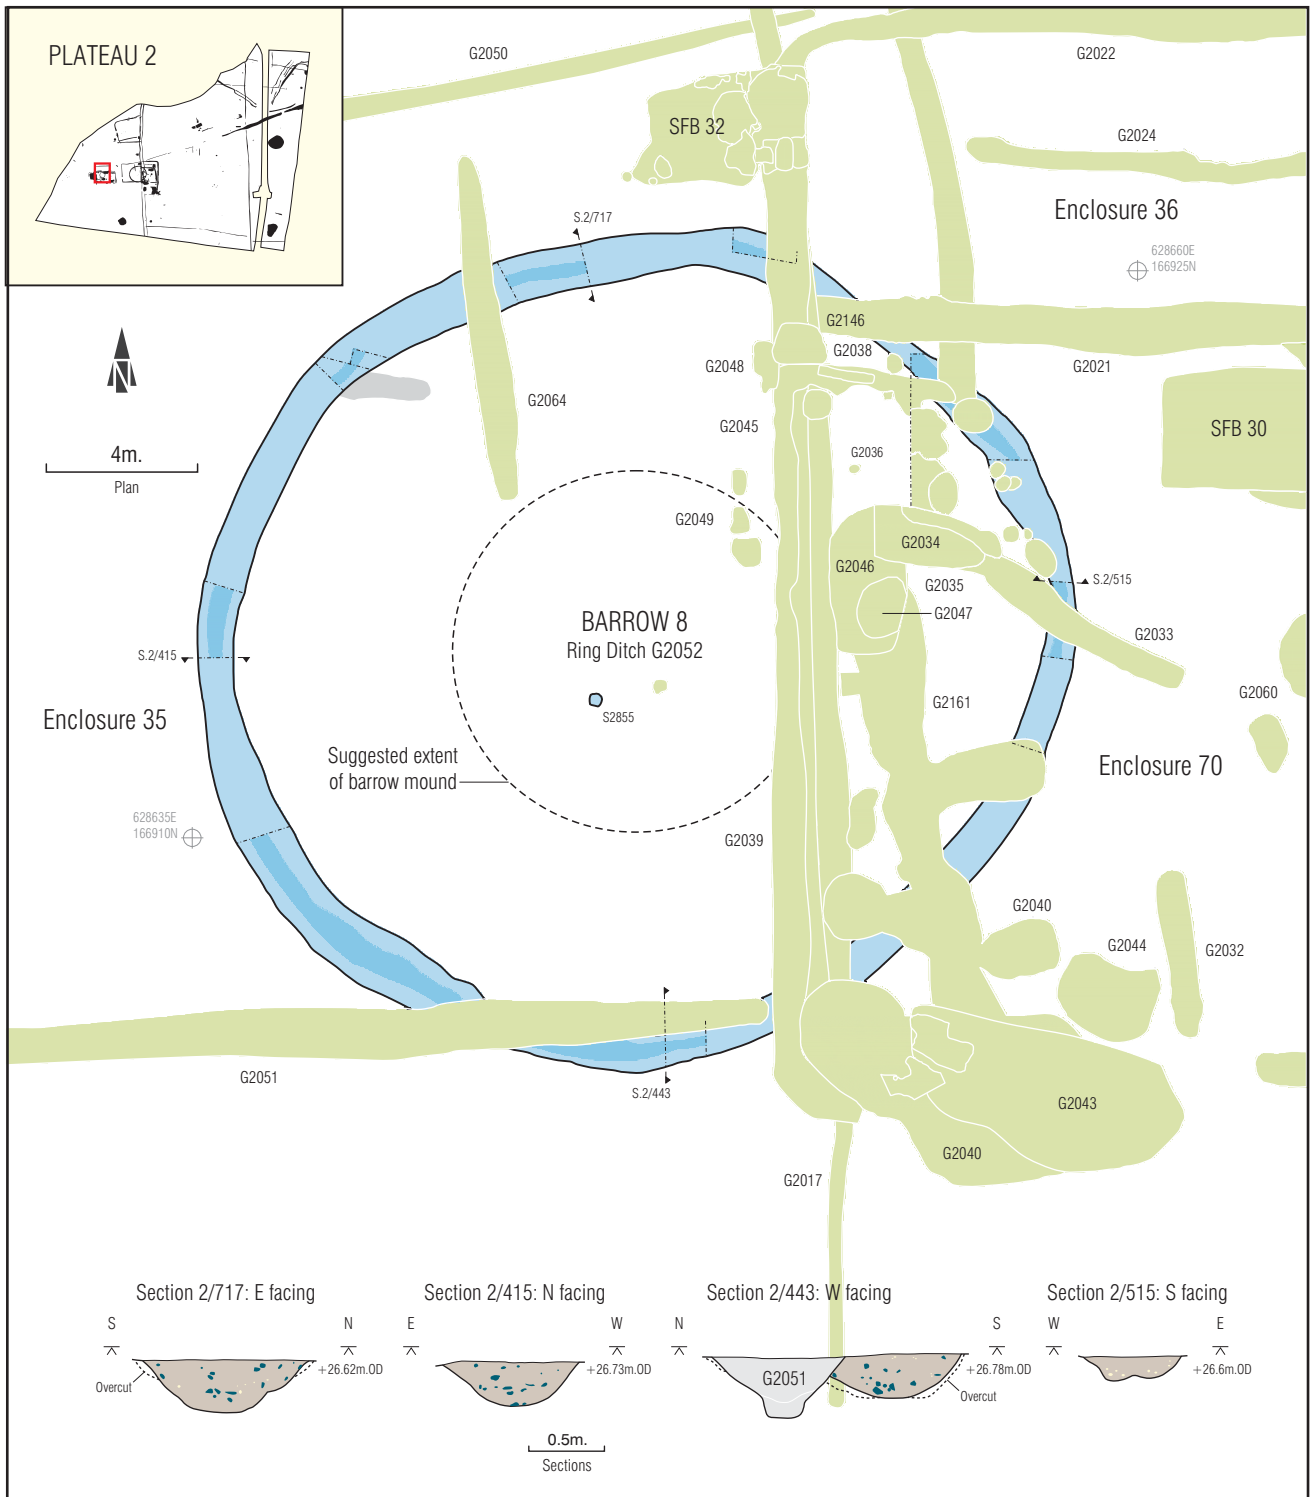 PLATEAU 2
G2050
G2022
SFB 32
G2024
Enclosure 36
S.2/717
628660E
166925N
N
G2146
G2038
G2048
G2021
G2064
G2045
SFB 30
4m.
Plan
G2036
G2049
G2034
G2046
G2035
S.2/515
G2047
BARROW 8
Ring Ditch G2052
G2033
S.2/415
G2060
S2855
G2161
Enclosure 35
Suggested extent
of barrow mound
Enclosure 70
628635E
166910N
G2039
G2040
G2044
G2032
G2051
S.2/443
G2043
G2040
G2017
Section 2/717: E facing
Section 2/415: N facing
Section 2/443: W facing
Section 2/515: S facing
S N E W N S W E
+26.62m.OD
+26.73m.OD
G2051
+26.78m.OD
+26.6m.OD
Overcut
Overcut
0.5m.
Sections